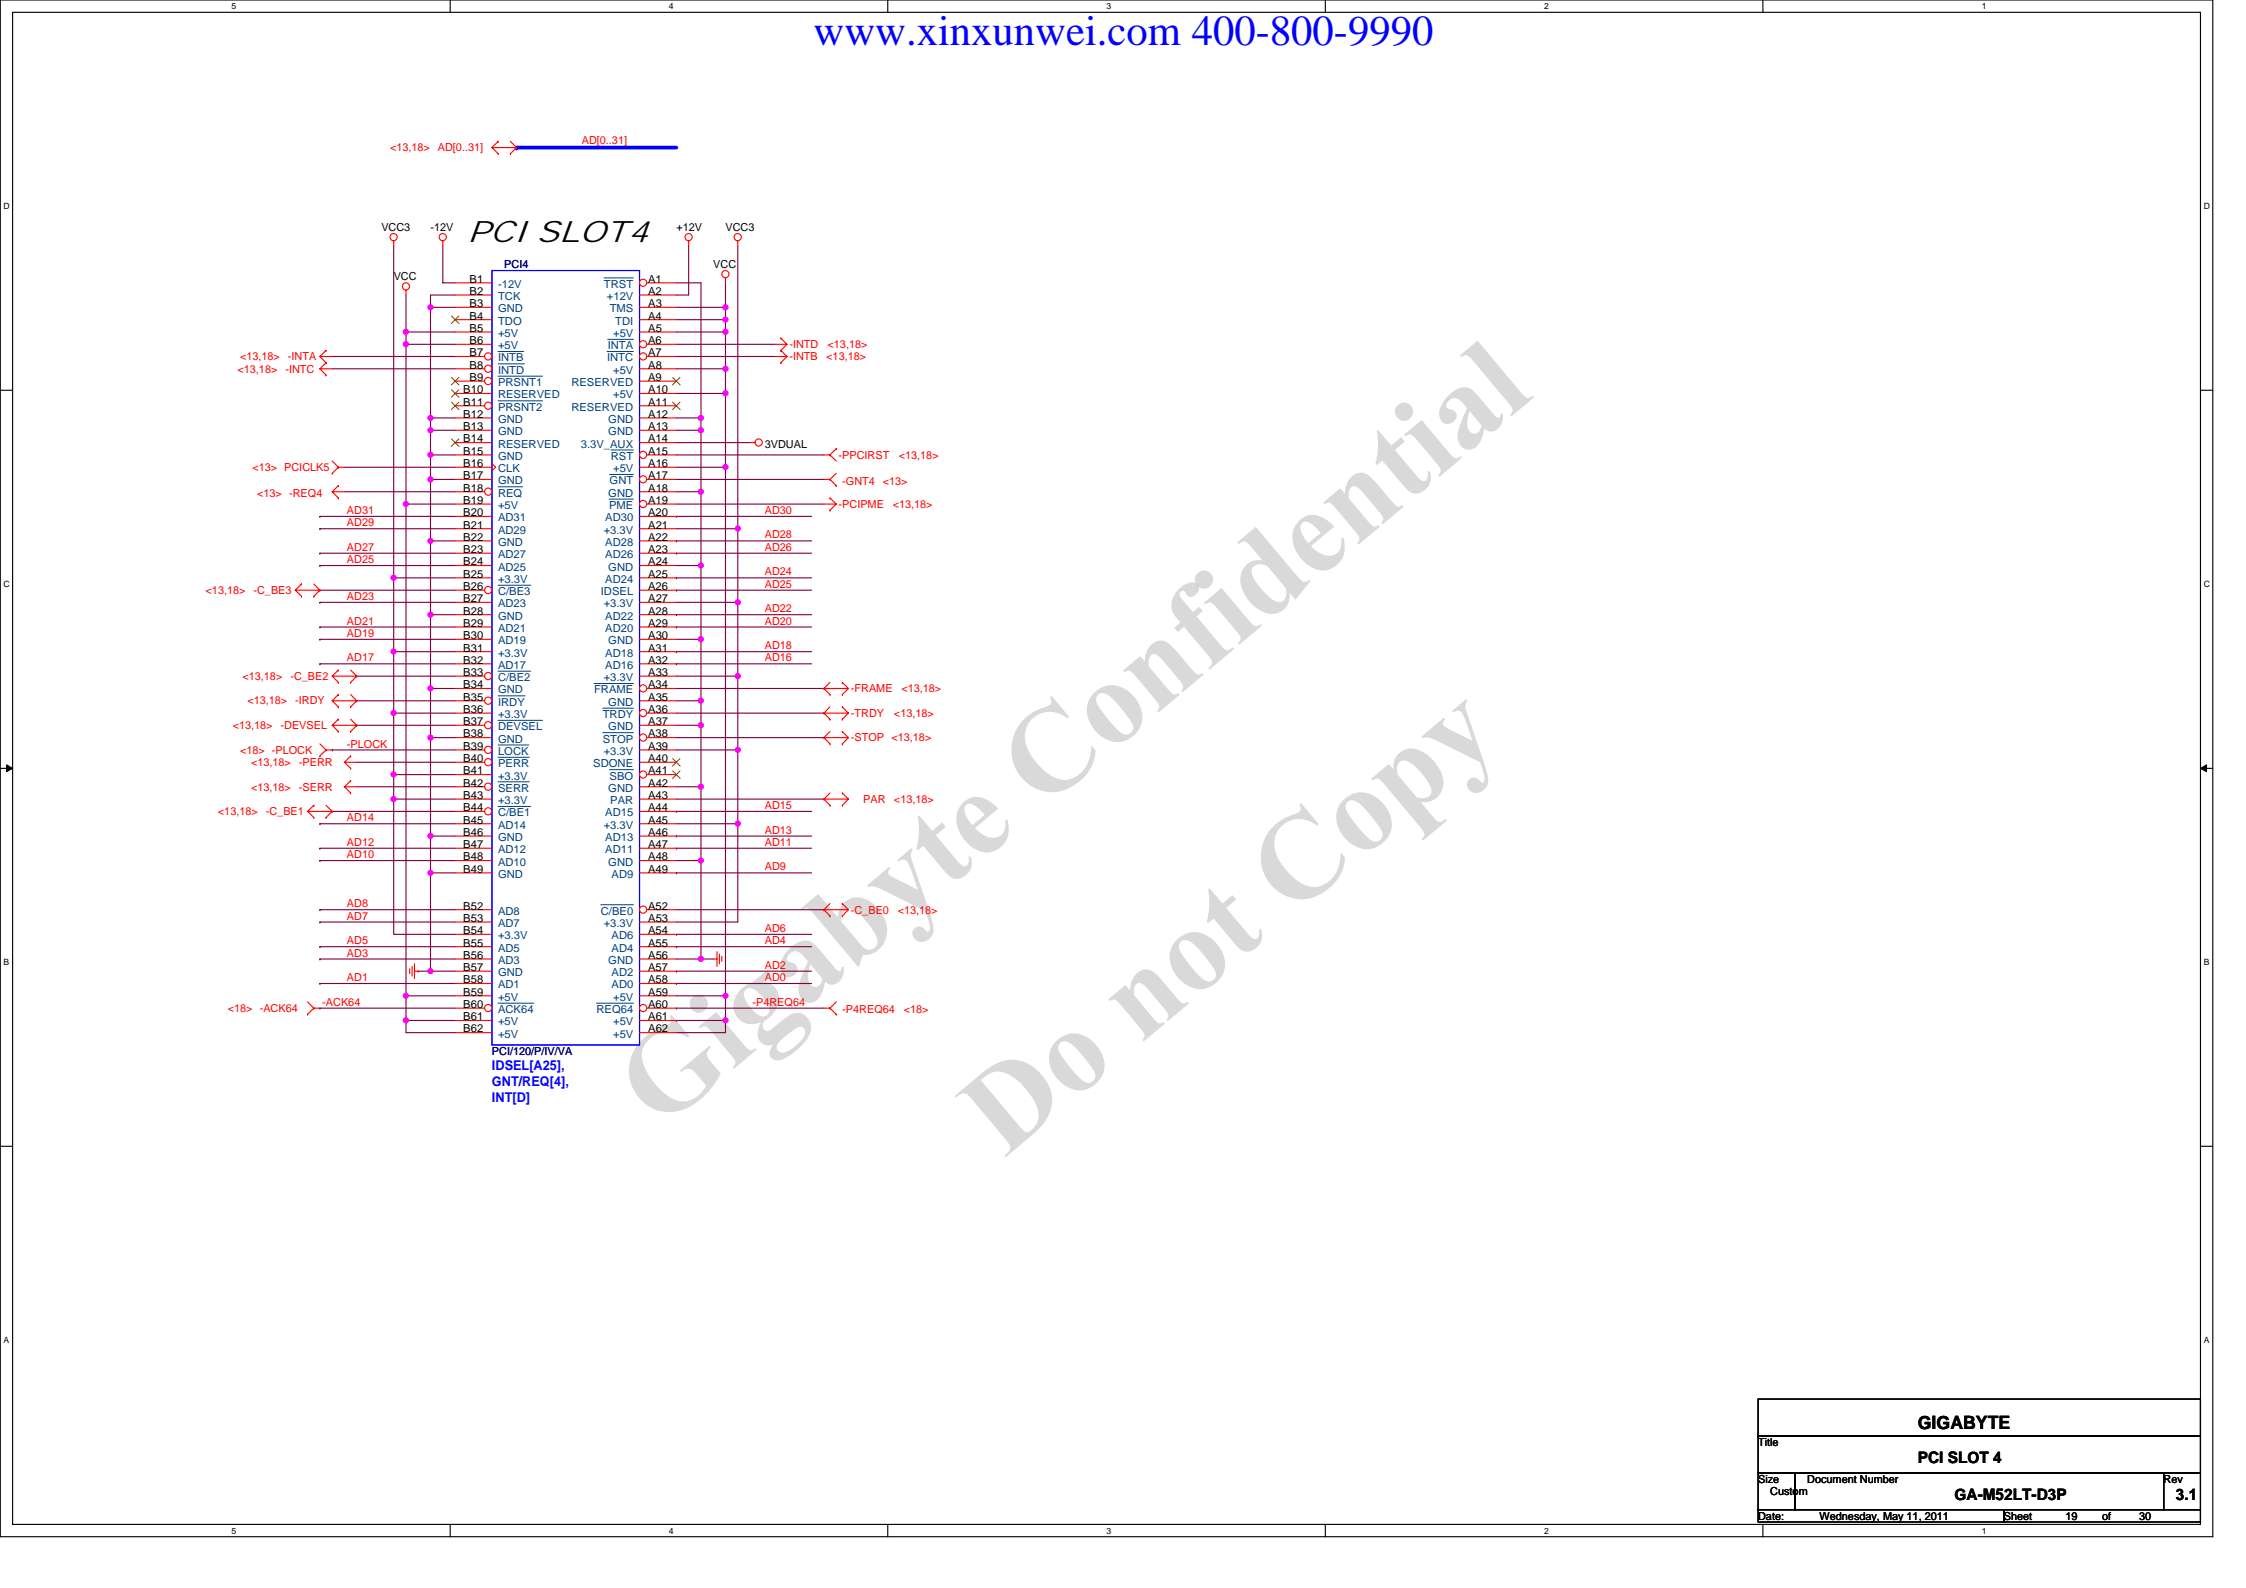 5 4 3 2 1
www.xinxunwei.com 400-800-9990
<13,18> AD[0..31] AD[0..31]
D D
VCC3 -12V PCI SLOT4 +12V VCC3
PCI4
VCC VCC
B1 -12V TRST A1
B2 TCK +12V A2
B3 GND TMS A3
B4 TDO TDI A4
B5 +5V +5V A5
B6 +5V INTA A6 -INTD <13,18>
<13,18> -INTA B7 INTB INTC A7 -INTB <13,18>
<13,18> -INTC B8 INTD +5V A8
B9 PRSNT1 RESERVED A9
B10 RESERVED +5V A10
B11 PRSNT2 RESERVED A11
B12 GND GND A12
B13 GND GND A13
B14 RESERVED 3.3V_AUX A14 3VDUAL
B15 GND RST A15 -PPCIRST <13,18>
<13> PCICLK5 B16 CLK +5V A16
B17 GND GNT A17 -GNT4 <13>
<13> -REQ4 B18 REQ GND A18
B19 +5V PME A19 -PCIPME <13,18>
AD31 B20 AD31 AD30 A20 AD30
AD29 B21 AD29 +3.3V A21
B22 GND AD28 A22 AD28
AD27 B23 AD27 AD26 A23 AD26
AD25 B24 AD25 GND A24
C B25 +3.3V AD24 A25 AD24 C
<13,18> -C_BE3 B26 C/BE3 IDSEL A26 AD25
AD23 B27 AD23 +3.3V A27
B28 GND AD22 A28 AD22
AD21 B29 AD21 AD20 A29 AD20
AD19 B30 AD19 GND A30
B31 +3.3V AD18 A31 AD18
AD17 B32 AD17 AD16 A32 AD16
<13,18> -C_BE2 B33 C/BE2 +3.3V A33
B34 GND FRAME A34 -FRAME <13,18>
<13,18> -IRDY B35 IRDY GND A35
B36 +3.3V TRDY A36 -TRDY <13,18>
<13,18> -DEVSEL B37 DEVSEL GND A37
B38 GND STOP A38 -STOP <13,18>
<18> -PLOCK -PLOCK B39 LOCK +3.3V A39
<13,18> -PERR B40 PERR SDONE A40
B41 +3.3V SBO A41
<13,18> -SERR B42 SERR GND A42
B43 +3.3V PAR A43 PAR <13,18>
<13,18> -C_BE1 B44 C/BE1 AD15 A44 AD15
AD14 B45 AD14 +3.3V A45
B46 GND AD13 A46 AD13
AD12 B47 AD12 AD11 A47 AD11
AD10 B48 AD10 GND A48
B49 GND AD9 A49 AD9
AD8 B52 AD8 C/BE0 A52 -C_BE0 <13,18>
AD7 B53 AD7 +3.3V A53
B54 +3.3V AD6 A54 AD6
AD5 B55 AD5 AD4 A55 AD4
B AD3 B56 AD3 GND A56 B
B57 GND AD2 A57 AD2
AD1 B58 AD1 AD0 A58 AD0
B59 +5V +5V A59
<18> -ACK64 -ACK64 B60 ACK64 REQ64 A60 -P4REQ64 -P4REQ64 <18>
B61 +5V +5V A61
B62 +5V +5V A62
PCI/120/P/IV/VA
IDSEL[A25],
GNT/REQ[4],
INT[D]
Gigabyte Confidential
Do not Copy
A A
GIGABYTE
Title
PCI SLOT 4
Size Document Number Rev
Custom GA-M52LT-D3P 3.1
Date: Wednesday, May 11, 2011 Sheet 19 of 30
5 4 3 2 1